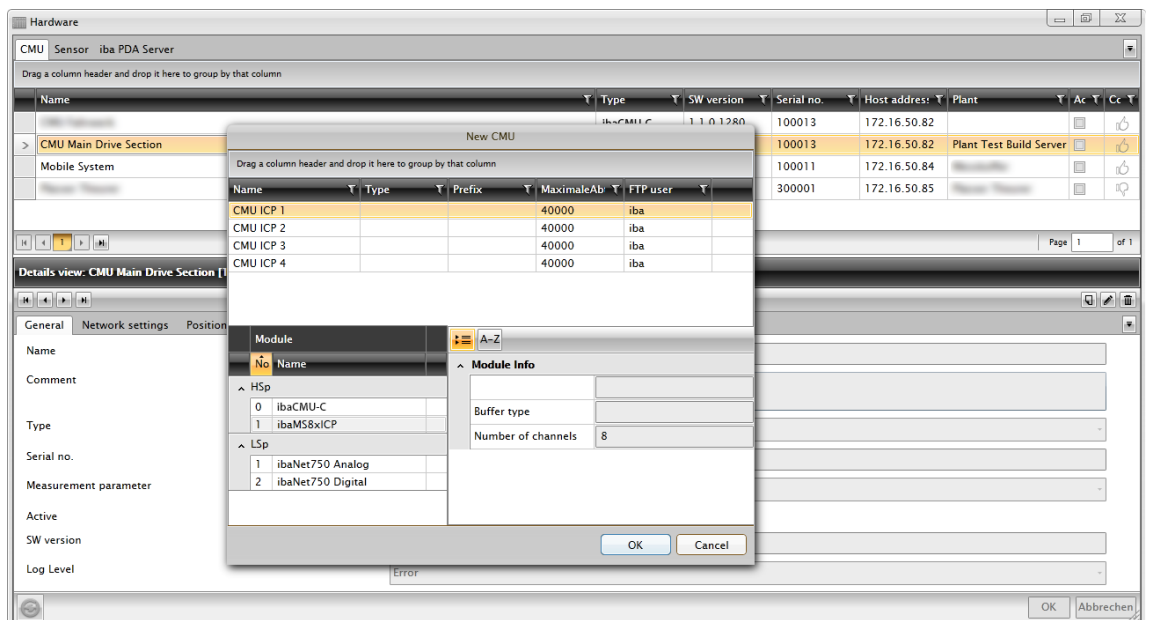 Hardware
CMU Sensor iba PDA Server
Drag a column header and drop it here to group by that column
Name Type SW version Serial no. Host addres: Plant Ac Cc
1.1.0.1280 100013 172.16.50.82
CMU Main Drive Section 100013 172.16.50.82 Plant Test Build Server
Mobile System 100011 172.16.50.84
300001 172.16.50.85
1 Page 1 of 1
Details view: CMU Main Drive Section
General Network settings Position
Name
Comment
Type
Serial no.
Measurement parameter
Active
SW version
Log Level Error
OK Abbrechen
New CMU
Drag a column header and drop it here to group by that column
Name Type Prefix MaximaleAb FTP user
CMU ICP 1 40000 iba
CMU ICP 2 40000 iba
CMU ICP 3 40000 iba
CMU ICP 4 40000 iba
Module
No Name
HSp
0 ibaCMU-C
1 ibaMS8xICP
LSp
1 ibaNet750 Analog
2 ibaNet750 Digital
A-Z
Module Info
Buffer type
Number of channels 8
OK Cancel